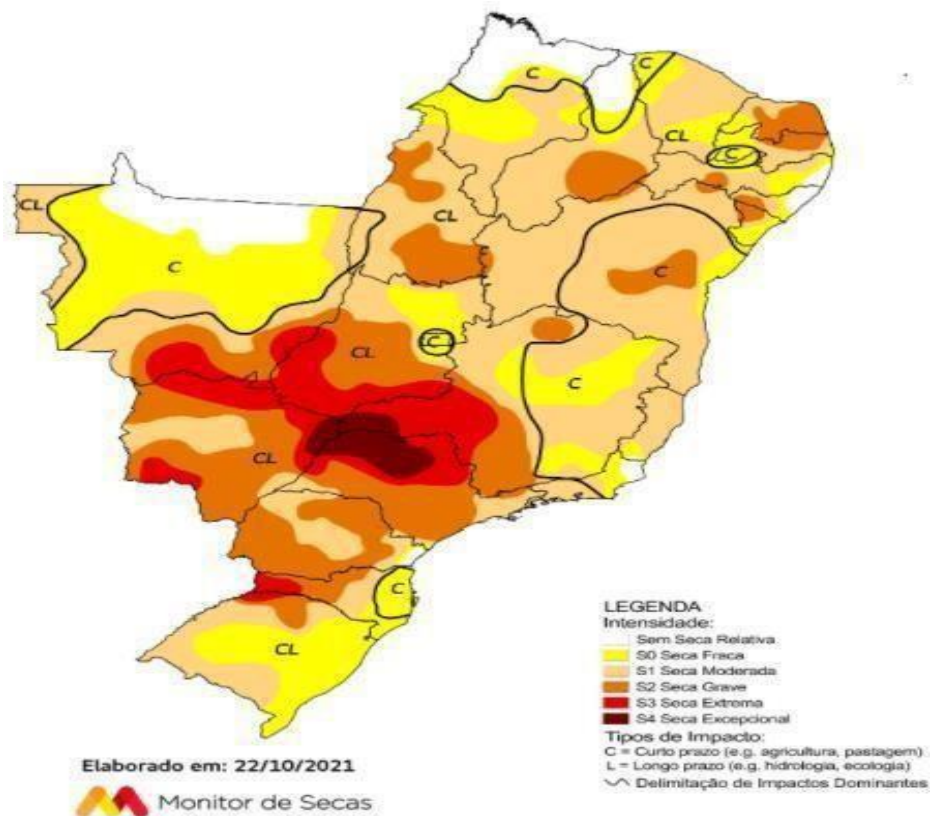 C
C
CL
C
CL
CL
C
C
CL
C
C
CL
C
CL
LEGENDA
Intensidade:
Sem Seca Relativa
S0 Seca Fraca
S1 Seca Moderada
S2 Seca Grave
S3 Seca Extrema
S4 Seca Excepcional
Tipos de Impacto:
C = Curto prazo (e.g. agricultura, pastagem)
L = Longo prazo (e.g. hidrologia, ecologia)
Delimitação de Impactos Dominantes
Elaborado em: 22/10/2021
Monitor de Secas